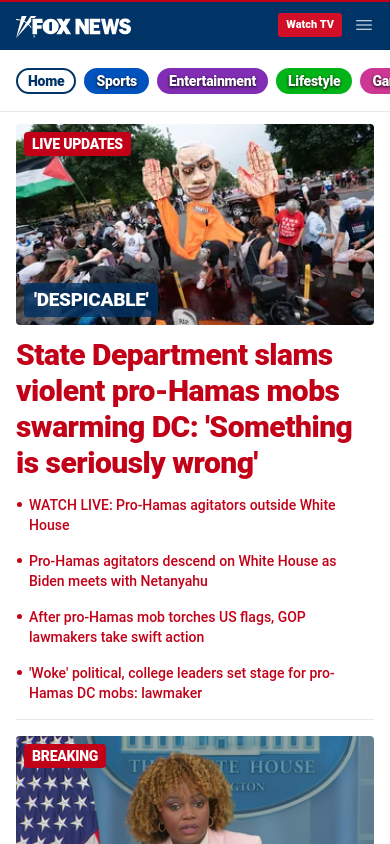 FOX NEWS
Watch TV
Home
Sports
Entertainment
Lifestyle
LIVE UPDATES
'DESPICABLE'
State Department slams
violent pro-Hamas mobs
swarming DC: 'Something
is seriously wrong'
WATCH LIVE: Pro-Hamas agitators outside White
House
Pro-Hamas agitators descend on White House as
Biden meets with Netanyahu
After pro-Hamas mob torches US flags, GOP
lawmakers take swift action
'Woke' political, college leaders set stage for pro-
Hamas DC mobs: lawmaker
BREAKING
HOUSE